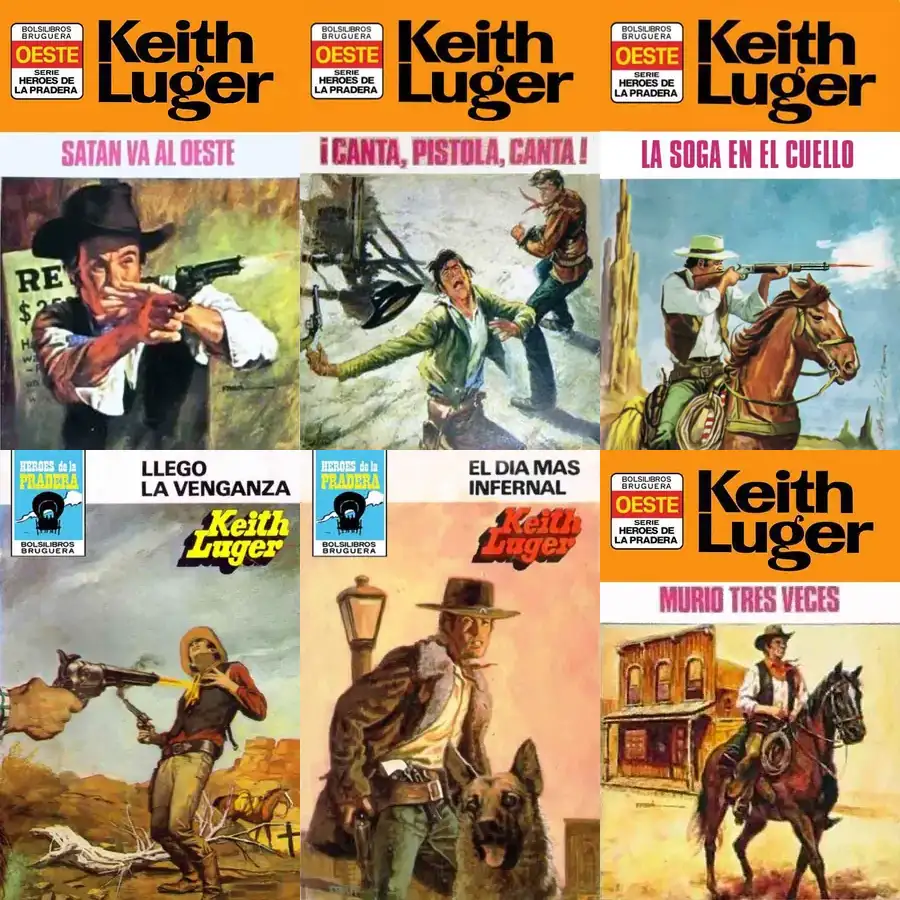 BOLSILIBROS
BRUGUERA
OESTE
SERIE
HEROES DE
LA PRADERA
Keith
Luger
SATAN VA AL OESTE
RE
BOLSILIBROS
BRUGUERA
OESTE
SERIE
HEROES DE
LA PRADERA
Keith
Luger
¡CANTA, PISTOLA, CANTA!
BOLSILIBROS
BRUGUERA
OESTE
SERIE
HEROES DE
LA PRADERA
Keith
Luger
LA SOGA EN EL CUELLO
HEROES de la
PRADERA
BOLSILIBROS
BRUGUERA
LLEGO
LA VENGANZA
Keith
Luger
HEROES de la
PRADERA
BOLSILIBROS
BRUGUERA
EL DIA MAS
INFERNAL
Keith
Luger
BOLSILIBROS
BRUGUERA
OESTE
SERIE
HEROES DE
LA PRADERA
Keith
Luger
MURIO TRES VECES